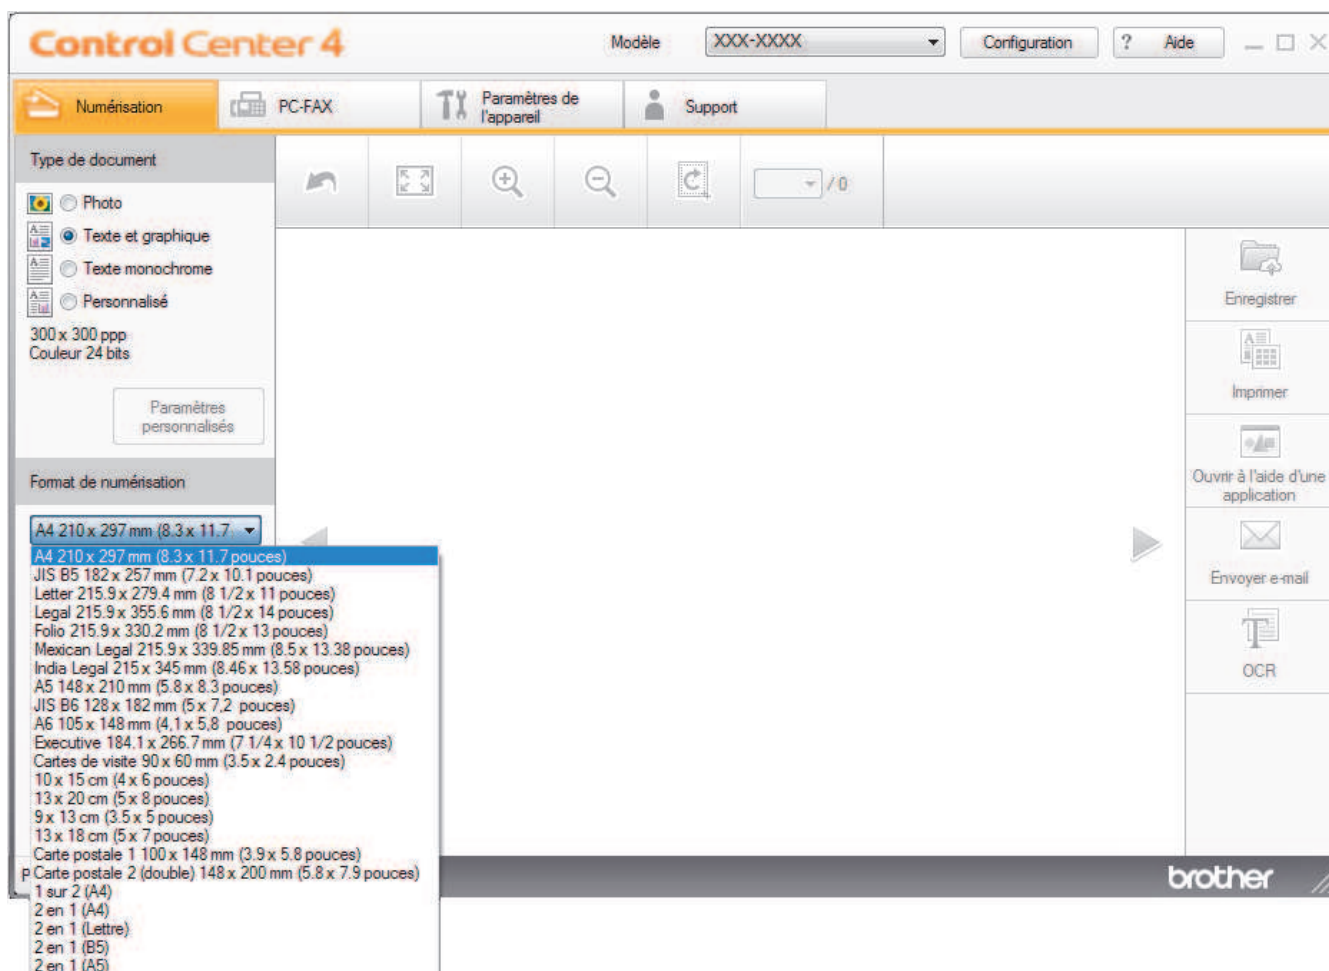 Control Center 4
Modèle
XXX-XXXX
Configuration
? Aide
Numérisation
PC-FAX
Paramètres de
l'appareil
Support
Type de document
/ 0
Photo
Texte et graphique
Texte monochrome
Personnalisé
300 x 300 ppp
Couleur 24 bits
Paramètres
personnalisés
Format de numérisation
A4 210 x 297 mm (8.3 x 11.7
A4 210 x 297 mm (8.3 x 11.7 pouces)
JIS B5 182 x 257 mm (7.2 x 10.1 pouces)
Letter 215.9 x 279.4 mm (8 1/2 x 11 pouces)
Legal 215.9 x 355.6 mm (8 1/2 x 14 pouces)
Folio 215.9 x 330.2 mm (8 1/2 x 13 pouces)
Mexican Legal 215.9 x 339.85 mm (8.5 x 13.38 pouces)
India Legal 215 x 345 mm (8.46 x 13.58 pouces)
A5 148 x 210 mm (5.8 x 8.3 pouces)
JIS B6 128 x 182 mm (5 x 7,2 pouces)
A6 105 x 148 mm (4,1 x 5,8 pouces)
Executive 184.1 x 266.7 mm (7 1/4 x 10 1/2 pouces)
Cartes de visite 90 x 60 mm (3.5 x 2.4 pouces)
10 x 15 cm (4 x 6 pouces)
13 x 20 cm (5 x 8 pouces)
9 x 13 cm (3.5 x 5 pouces)
13 x 18 cm (5 x 7 pouces)
Carte postale 1 100 x 148 mm (3.9 x 5.8 pouces)
Carte postale 2 (double) 148 x 200 mm (5.8 x 7.9 pouces)
1 sur 2 (A4)
2 en 1 (A4)
2 en 1 (Lettre)
2 en 1 (B5)
2 en 1 (A5)
Enregistrer
Imprimer
Ouvrir à l'aide d'une
application
Envoyer e-mail
OCR
brother